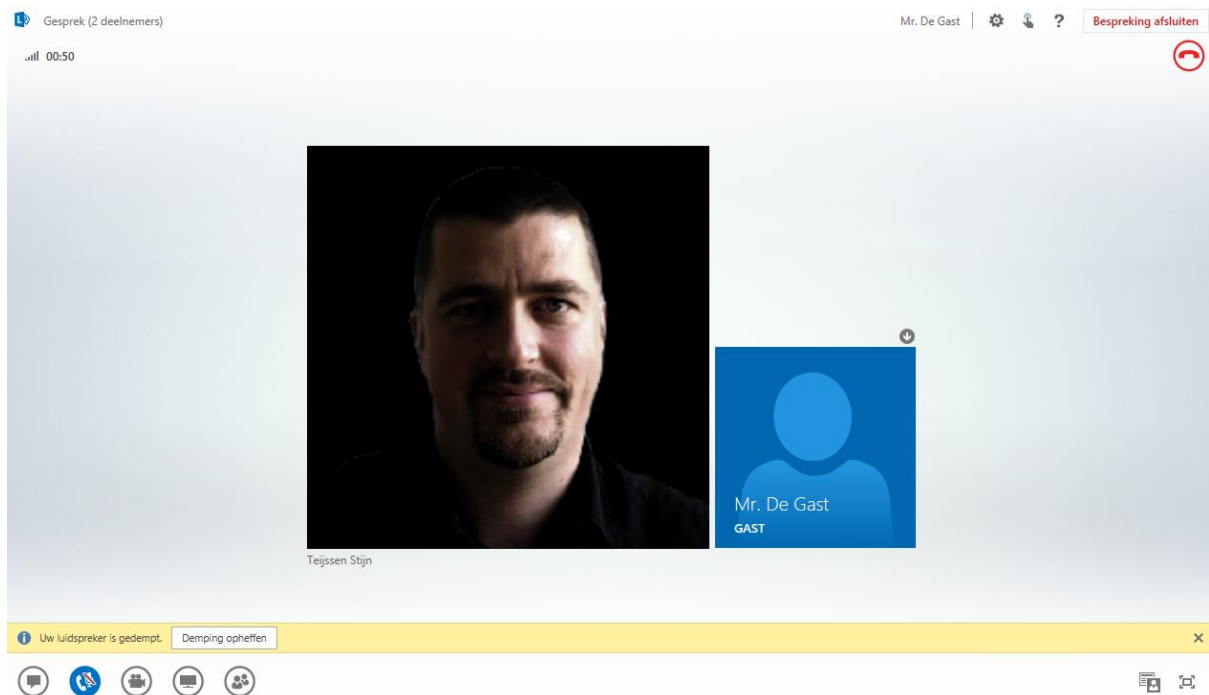 Gesprek (2 deelnemers)
Mr. De Gast
?
Bespreking afsluiten
00:50
Mr. De Gast
GAST
Teijssen Stijn
Uw luidspreker is gedempt.
Demping opheffen